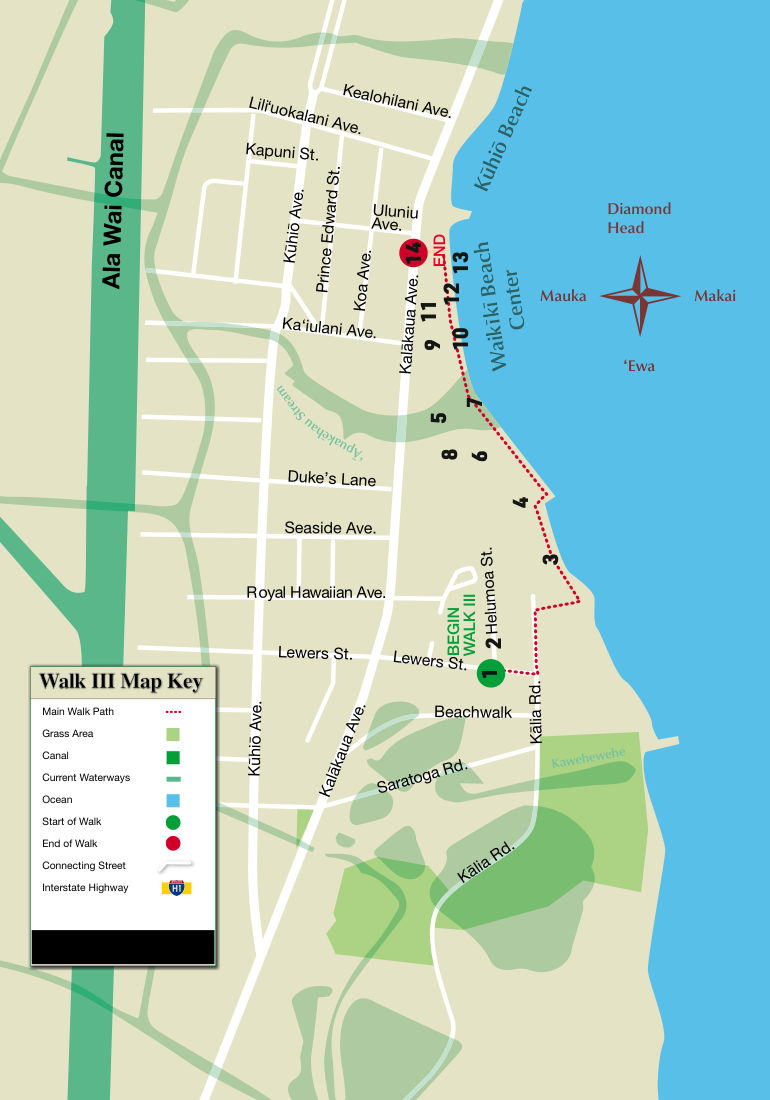 Kealohilani Ave.
Lili‘uokalani Ave.
Kūhiō Beach
Kapuni St.
Ala Wai Canal
Kūhiō Ave.
Prince Edward St.
Uluniu
Ave.
Koa Ave.
Kalākaua Ave.
14
END
13
12
11
10
9
Waikīkī Beach
Center
Diamond
Head
Mauka
Makai
‘Ewa
Ka‘iulani Ave.
‘Āpuakēhau Stream
7
5
8
6
4
3
Duke’s Lane
Seaside Ave.
Royal Hawaiian Ave.
Helumoa St.
BEGIN
WALK III
2
1
Lewers St.
Lewers St.
Beachwalk
Kālia Rd.
Kūhiō Ave.
Kalākaua Ave.
Saratoga Rd.
Kawehewehe
Kālia Rd.
Walk III Map Key
Main Walk Path
Grass Area
Canal
Current Waterways
Ocean
Start of Walk
End of Walk
Connecting Street
Interstate Highway
H1